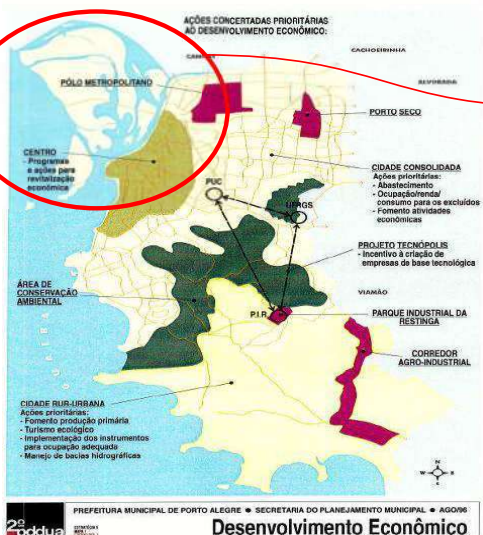 AÇÕES CONCERTADAS PRIORITÁRIAS
AO DESENVOLVIMENTO ECONÔMICO:
CACHOEIRINHA
ALVORADA
PÓLO METROPOLITANO
PORTO SECO
CENTRO
- Programas
e ações para
revitalização
econômica
CIDADE CONSOLIDADA
Ações prioritárias:
- Abastecimento
- Ocupação/renda/
consumo para os excluídos
- Fomento atividades
econômicas
PUC
UFRGS
PROJETO TECNÓPOLIS
- Incentivo à criação de
empresas de base tecnológica
ÁREA DE
CONSERVAÇÃO
AMBIENTAL
VIAMÃO
P.I.R.
PARQUE INDUSTRIAL DA
RESTINGA
CORREDOR
AGRO-INDUSTRIAL
CIDADE RUR-URBANA
Ações prioritárias:
- Fomento produção primária
- Turismo ecológico
- Implementação dos instrumentos
para ocupação adequada
- Manejo de bacias hidrográficas
N
W
E
S
PREFEITURA MUNICIPAL DE PORTO ALEGRE ● SECRETARIA DO PLANEJAMENTO MUNICIPAL ● AGO/96
2º pddua
Desenvolvimento Econômico